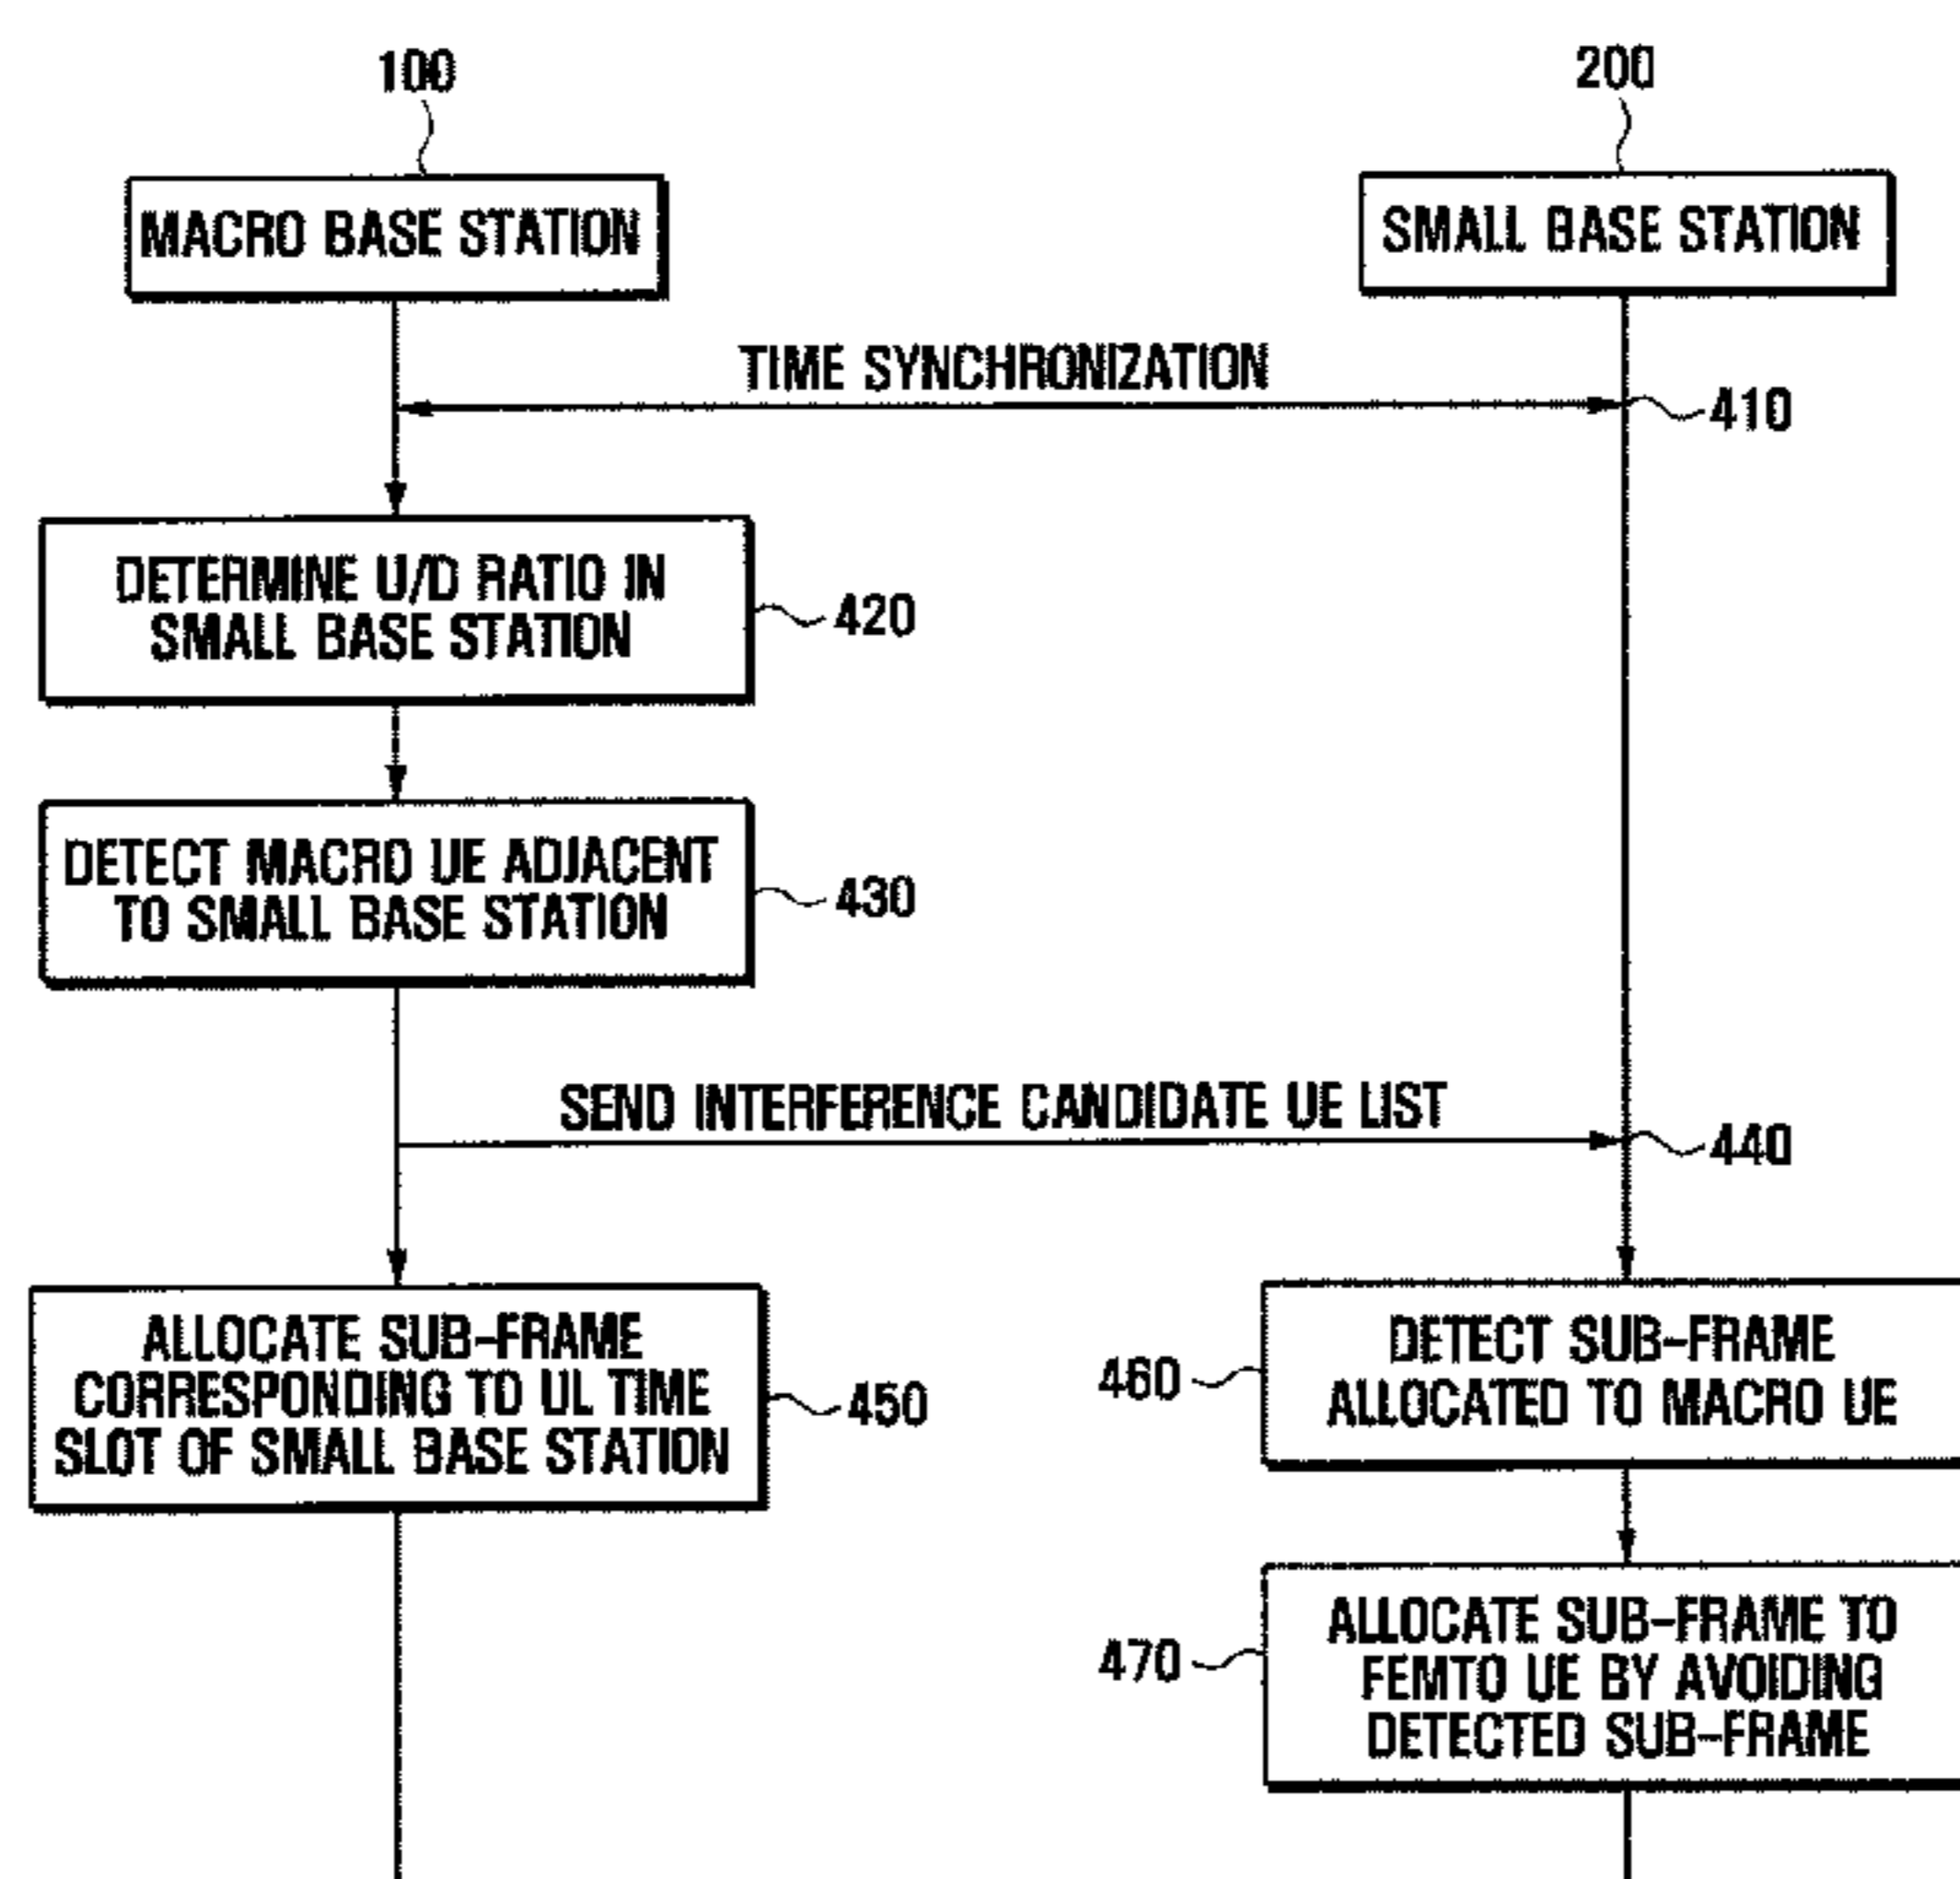 100
200
MACRO BASE STATION
SMALL BASE STATION
TIME SYNCHRONIZATION
410
DETERMINE U/D RATIO IN
SMALL BASE STATION
420
DETECT MACRO UE ADJACENT
TO SMALL BASE STATION
430
SEND INTERFERENCE CANDIDATE UE LIST
440
ALLOCATE SUB-FRAME
CORRESPONDING TO UL TIME
SLOT OF SMALL BASE STATION
450
460
DETECT SUB-FRAME
ALLOCATED TO MACRO UE
470
ALLOCATE SUB-FRAME TO
FEMTO UE BY AVOIDING
DETECTED SUB-FRAME